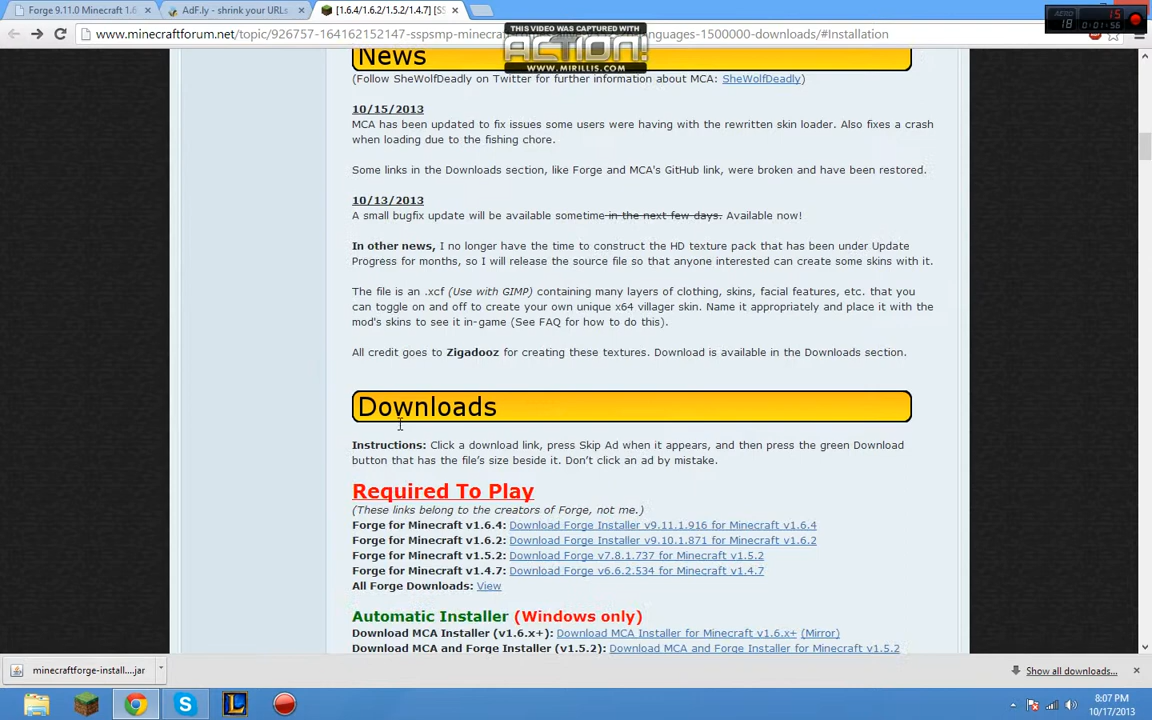 Forge 9.11.0 Minecraft 1.6
AdF.ly - shrink your URLs
[1.6.4/1.6.2/1.5.2/1.4.7] [SS
THIS VIDEO WAS CAPTURED WITH
ACTION!
WWW.MIRILLIS.COM
18
15
0:01:56
www.minecraftforum.net/topic/926757-164162152147-sspsmp-minecra
nguages-1500000-downloads/#Installation
News
(Follow SheWolfDeadly on Twitter for further information about MCA: SheWolfDeadly)
10/15/2013
MCA has been updated to fix issues some users were having with the rewritten skin loader. Also fixes a crash
when loading due to the fishing chore.
Some links in the Downloads section, like Forge and MCA's GitHub link, were broken and have been restored.
10/13/2013
A small bugfix update will be available sometime in the next few days. Available now!
In other news, I no longer have the time to construct the HD texture pack that has been under Update
Progress for months, so I will release the source file so that anyone interested can create some skins with it.
The file is an .xcf (Use with GIMP) containing many layers of clothing, skins, facial features, etc. that you
can toggle on and off to create your own unique x64 villager skin. Name it appropriately and place it with the
mod's skins to see it in-game (See FAQ for how to do this).
All credit goes to Zigadooz for creating these textures. Download is available in the Downloads section.
Downloads
Instructions: Click a download link, press Skip Ad when it appears, and then press the green Download
button that has the file's size beside it. Don't click an ad by mistake.
Required To Play
(These links belong to the creators of Forge, not me.)
Forge for Minecraft v1.6.4: Download Forge Installer v9.11.1.916 for Minecraft v1.6.4
Forge for Minecraft v1.6.2: Download Forge Installer v9.10.1.871 for Minecraft v1.6.2
Forge for Minecraft v1.5.2: Download Forge v7.8.1.737 for Minecraft v1.5.2
Forge for Minecraft v1.4.7: Download Forge v6.6.2.534 for Minecraft v1.4.7
All Forge Downloads: View
Automatic Installer (Windows only)
Download MCA Installer (v1.6.x+): Download MCA Installer for Minecraft v1.6.x+ (Mirror)
Download MCA and Forge Installer (v1.5.2): Download MCA and Forge Installer for Minecraft v1.5.2
minecraftforge-install....jar
Show all downloads...
8:07 PM
10/17/2013